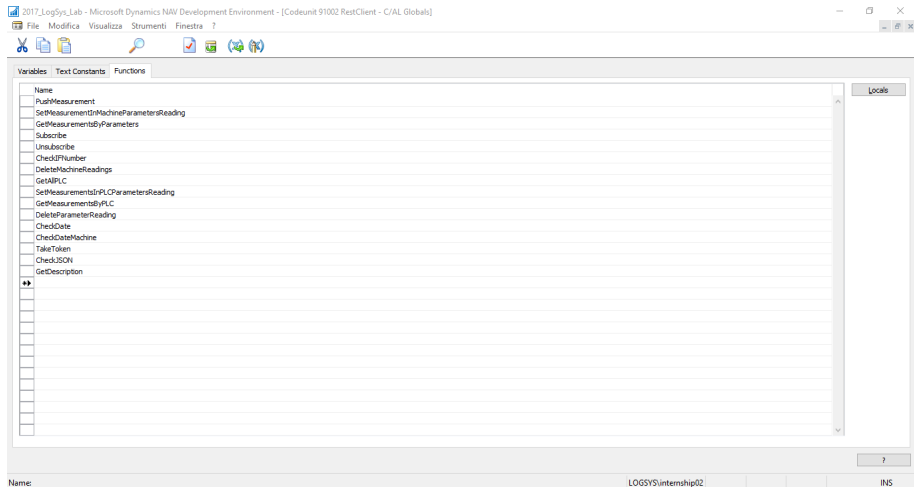 2017_LogSys_Lab - Microsoft Dynamics NAV Development Environment - [Codeunit 91002 RestClient - C/AL Globals]
File Modifica Visualizza Strumenti Finestra ?
Variables Text Constants Functions
Name
Locals
PushMeasurement
SetMeasurementInMachineParametersReading
GetMeasurementsByParameters
Subscribe
Unsubscribe
CheckIFNumber
DeleteMachineReadings
GetAllPLC
SetMeasurementsInPLCParametersReading
GetMeasurementsByPLC
DeleteParameterReading
CheckDate
CheckDateMachine
TakeToken
CheckJSON
GetDescription
?
Name: LOGSYS\internship02 INS